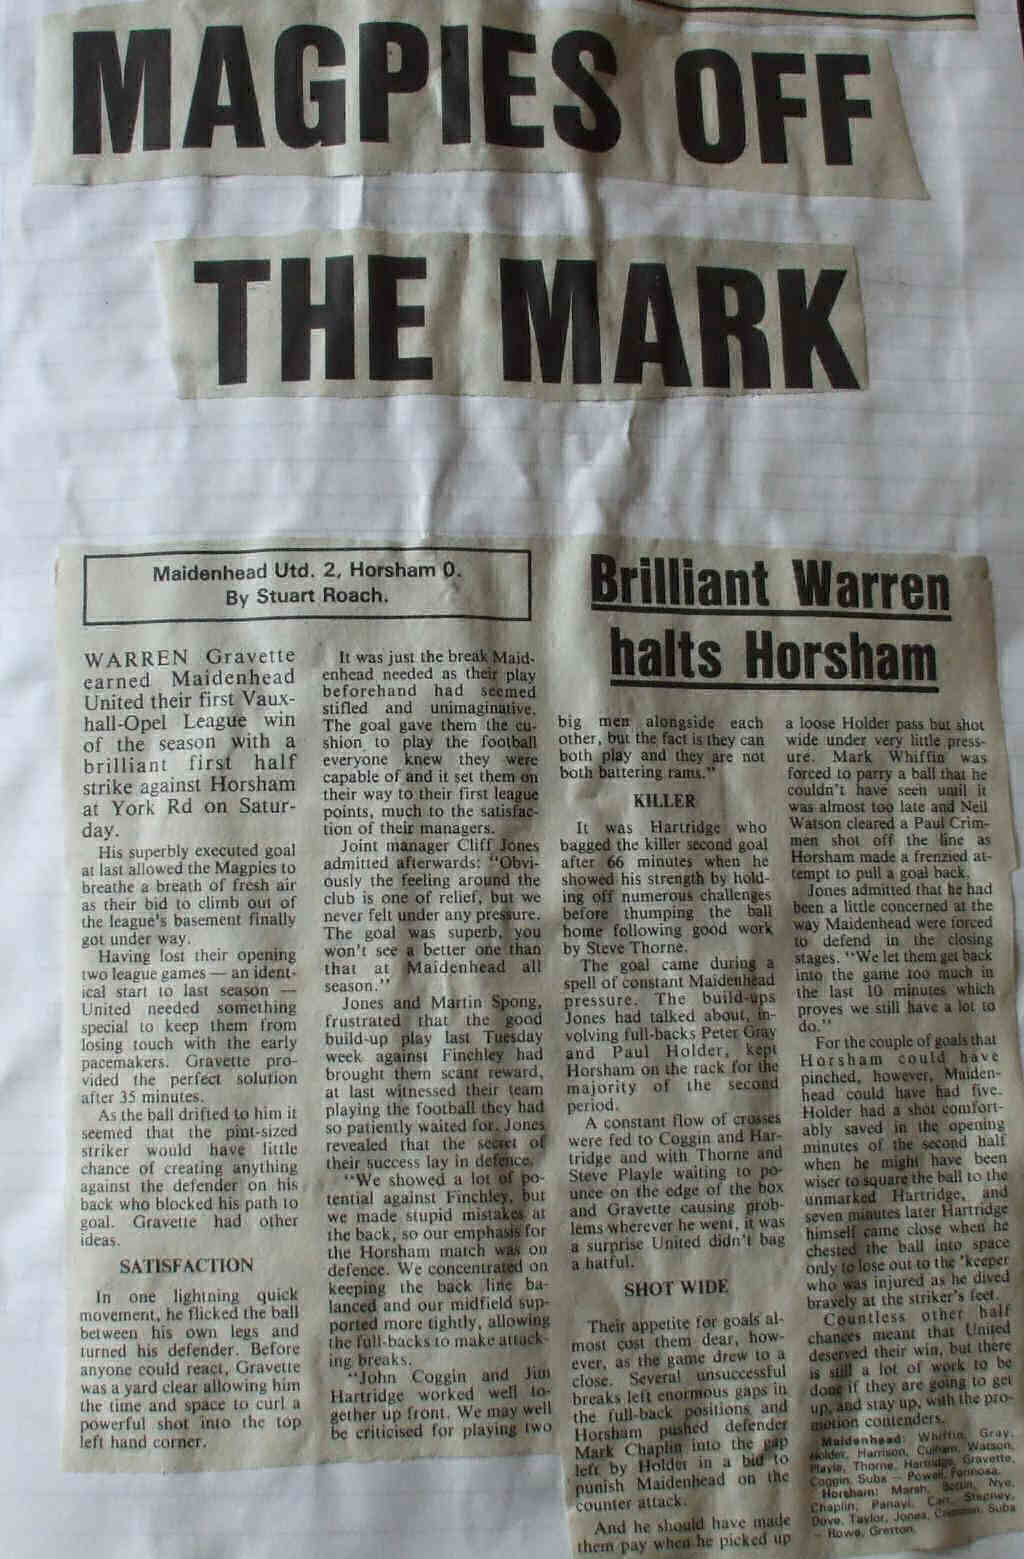 MAGPIES OFF
THE MARK
Maidenhead Utd. 2, Horsham 0.
By Stuart Roach.
Brilliant Warren
halts Horsham
WARREN Gravette
earned Maidenhead
United their first Vaux-
hall-Opel League win
of the season with a
brilliant first half
strike against Horsham
at York Rd on Satur-
day.
His superbly executed goal
at last allowed the Magpies to
breathe a breath of fresh air
as their bid to climb out of
the league's basement finally
got under way.
Having lost their opening
two league games — an ident-
ical start to last season —
United needed something
special to keep them from
losing touch with the early
pacemakers. Gravette pro-
vided the perfect solution
after 35 minutes.
As the ball drifted to him it
seemed that the pint-sized
striker would have little
chance of creating anything
against the defender on his
back who blocked his path to
goal. Gravette had other
ideas.
SATISFACTION
In one lightning quick
movement, he flicked the ball
between his own legs and
turned his defender. Before
anyone could react, Gravette
was a yard clear allowing him
the time and space to curl a
powerful shot into the top
left hand corner.
It was just the break Maid-
enhead needed as their play
beforehand had seemed
stifled and unimaginative.
The goal gave them the cu-
shion to play the football
everyone knew they were
capable of and it set them on
their way to their first league
points, much to the satisfac-
tion of their managers.
Joint manager Cliff Jones
admitted afterwards: "Obvi-
ously the feeling around the
club is one of relief, but we
never felt under any pressure.
The goal was superb, you
won't see a better one than
that at Maidenhead all
season."
Jones and Martin Spong,
frustrated that the good
build-up play last Tuesday
week against Finchley had
brought them scant reward,
at last witnessed their team
playing the football they had
so patiently waited for. Jones
revealed that the secret of
their success lay in defence.
"We showed a lot of po-
tential against Finchley, but
we made stupid mistakes at
the back, so our emphasis for
the Horsham match was on
defence. We concentrated on
keeping the back line ba-
lanced and our midfield sup-
ported more tightly, allowing
the full-backs to make attack-
ing breaks.
"John Coggin and Jim
Hartridge worked well to-
gether up front. We may well
be criticised for playing two
big men alongside each
other, but the fact is they can
both play and they are not
both battering rams."
KILLER
It was Hartridge who
bagged the killer second goal
after 66 minutes when he
showed his strength by hold-
ing off numerous challenges
before thumping the ball
home following good work
by Steve Thorne.
The goal came during a
spell of constant Maidenhead
pressure. The build-ups
Jones had talked about, in-
volving full-backs Peter Gray
and Paul Holder, kept
Horsham on the rack for the
majority of the second
period.
A constant flow of crosses
were fed to Coggin and Har-
tridge and with Thorne and
Steve Playle waiting to po-
unce on the edge of the box
and Gravette causing prob-
lems wherever he went, it was
a surprise United didn't bag
a hatful.
SHOT WIDE
Their appetite for goals al-
most cost them dear, how-
ever, as the game drew to a
close. Several unsuccessful
breaks left enormous gaps in
the full-back positions and
Horsham pushed defender
Mark Chaplin into the gap
left by Holder in a bid to
punish Maidenhead on the
counter attack.
And he should have made
them pay when he picked up
a loose Holder pass but shot
wide under very little press-
ure. Mark Whiffin was
forced to parry a ball that he
couldn't have seen until it
was almost too late and Neil
Watson cleared a Paul Crim-
men shot off the line as
Horsham made a frenzied at-
tempt to pull a goal back.
Jones admitted that he had
been a little concerned at the
way Maidenhead were forced
to defend in the closing
stages. "We let them get back
into the game too much in
the last 10 minutes which
proves we still have a lot to
do."
For the couple of goals that
Horsham could have
pinched, however, Maiden-
head could have had five.
Holder had a shot comfort-
ably saved in the opening
minutes of the second half
when he might have been
wiser to square the ball to the
unmarked Hartridge, and
seven minutes later Hartridge
himself came close when he
chested the ball into space
only to lose out to the 'keeper
who was injured as he dived
bravely at the striker's feet.
Countless other half
chances meant that United
deserved their win, but there
is still a lot of work to be
done if they are going to get
up, and stay up, with the pro-
motion contenders.
Maidenhead: Whiffin, Gray,
Holder, Harrison, Culham, Watson,
Playle, Thorne, Hartridge, Gravette,
Coggin. Subs — Powell, Formosa.
Horsham: Marsh, Nye,
Chaplin, Panayi, Carr, Stepney,
Dove, Taylor, Jones, Subs
— Rowe, Gretton.